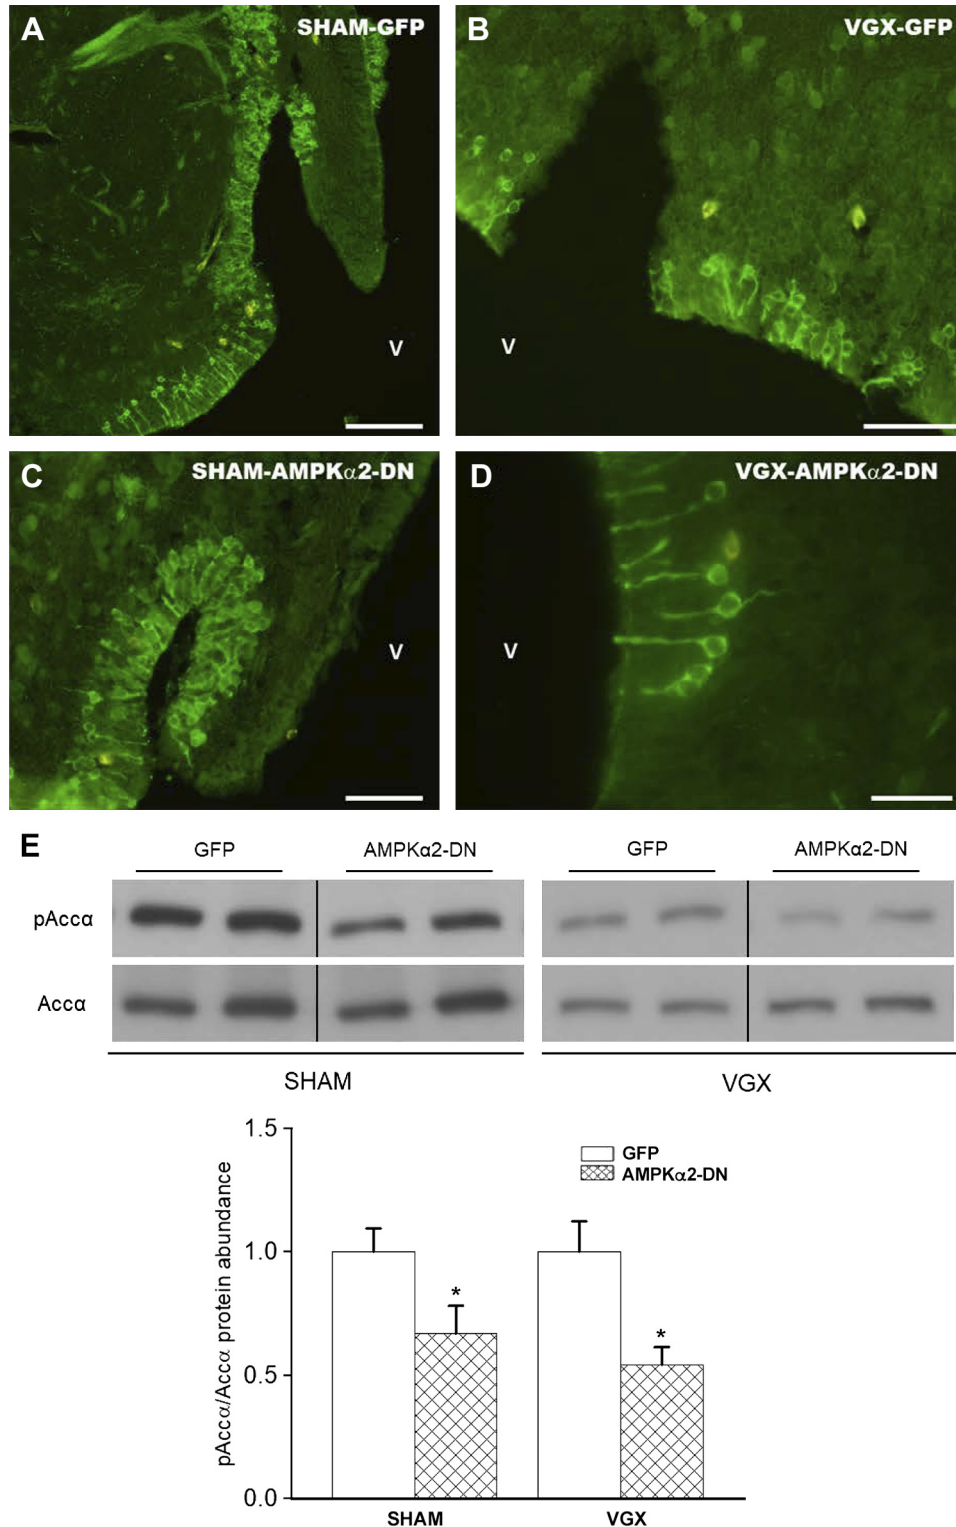 A SHAM-GFP
B VGX-GFP
V
V
C SHAM-AMPKα2-DN
D VGX-AMPKα2-DN
V
V
E
GFP AMPKα2-DN GFP AMPKα2-DN
pAccα
Accα
SHAM VGX
pAccα/Accα protein abundance
1.5
1.0
0.5
0.0
GFP
AMPKα2-DN
* *
SHAM VGX